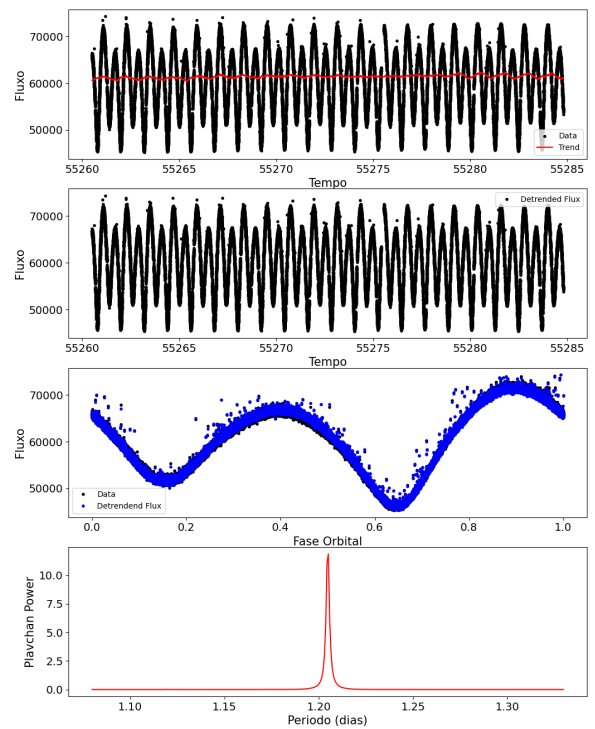 70000
60000
50000
Fluxo
Data
Trend
55260 55265 55270 55275 55280 55285
Tempo
Detrended Flux
70000
60000
50000
Fluxo
55260 55265 55270 55275 55280 55285
Tempo
70000
60000
50000
Fluxo
Data
Detrendend Flux
0.0 0.2 0.4 0.6 0.8 1.0
Fase Orbital
10.0
7.5
5.0
2.5
0.0
Plavchan Power
1.10 1.15 1.20 1.25 1.30
Periodo (dias)